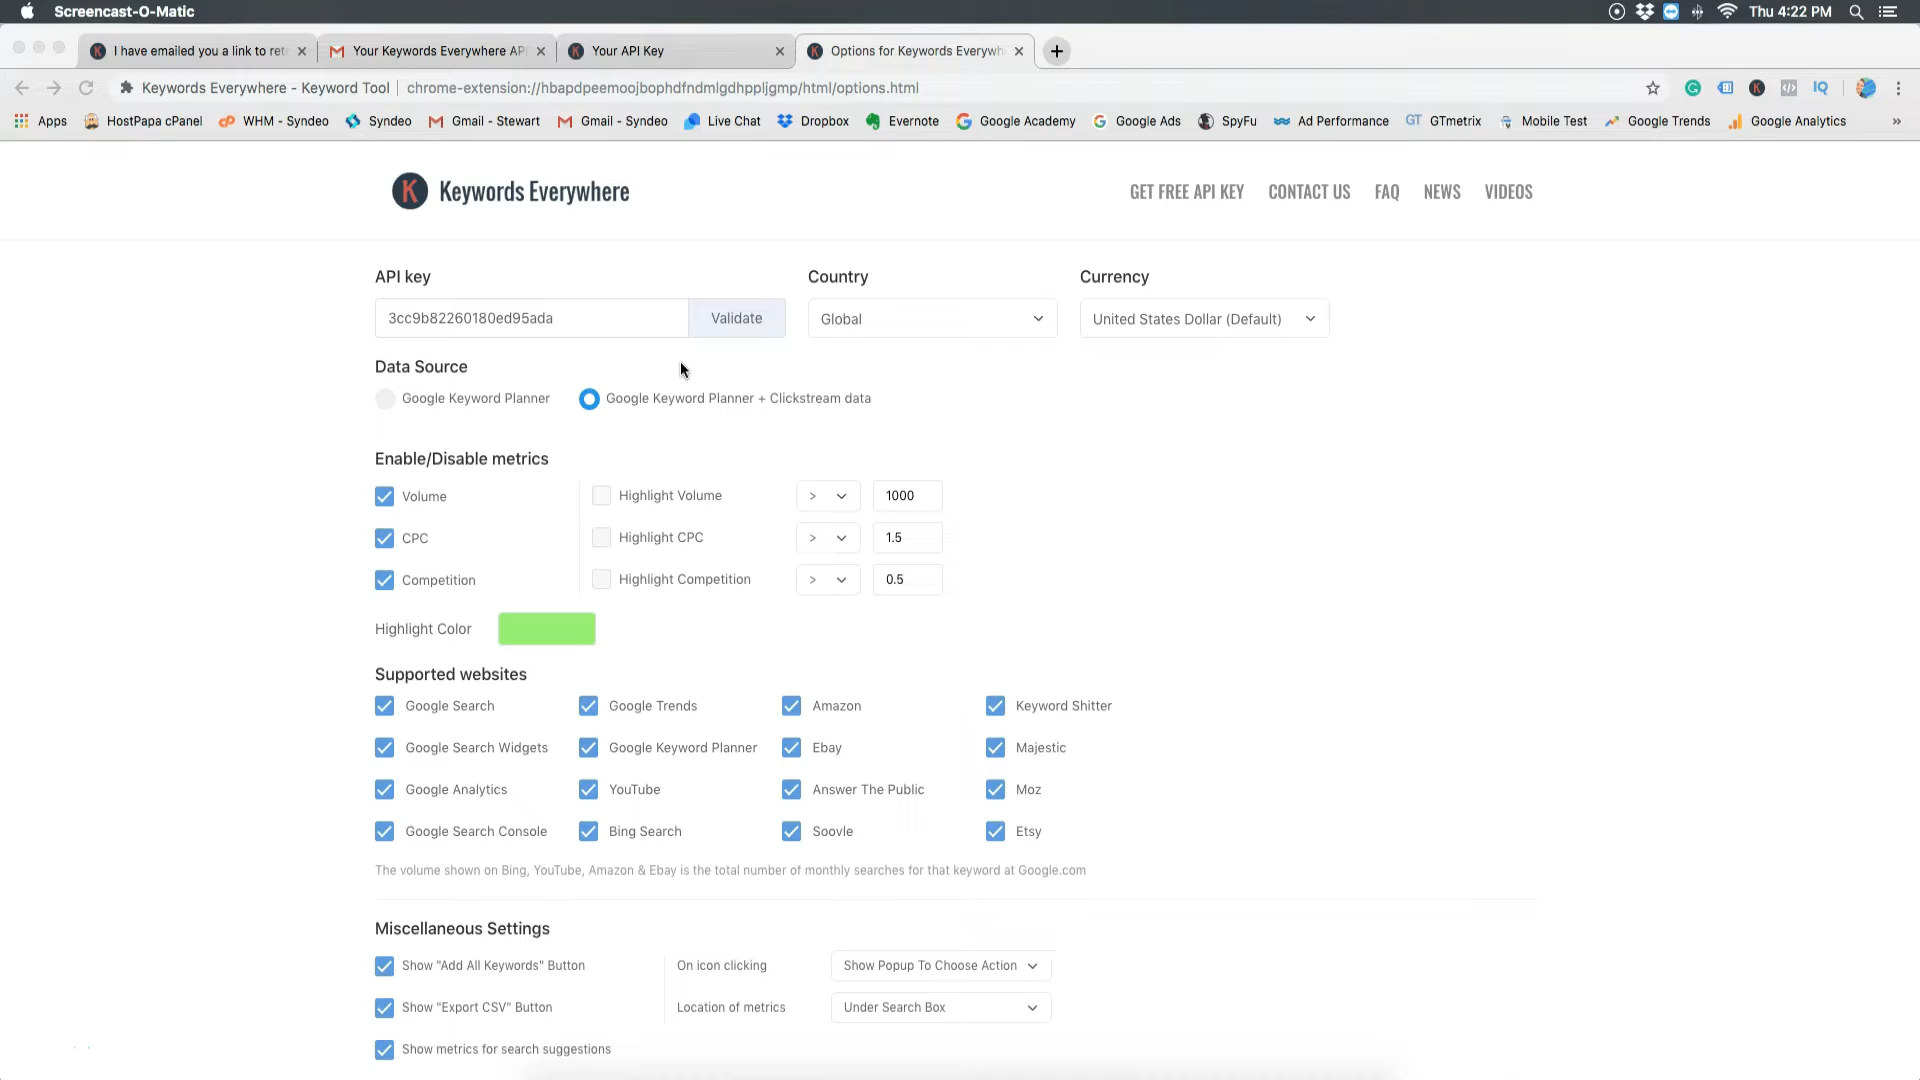 Screencast-O-Matic
Thu 4:22 PM
I have emailed you a link to ret
Your Keywords Everywhere AP
Your API Key
Options for Keywords Everywh
Keywords Everywhere - Keyword Tool | chrome-extension://hbapdpeemoojbophdfndmlgdhppljgmp/html/options.html
IQ
Apps
HostPapa cPanel
WHM - Syndeo
Syndeo
Gmail - Stewart
Gmail - Syndeo
Live Chat
Dropbox
Evernote
Google Academy
Google Ads
SpyFu
Ad Performance
GT GTmetrix
Mobile Test
Google Trends
Google Analytics
»
K Keywords Everywhere
GET FREE API KEY CONTACT US FAQ NEWS VIDEOS
API key Country Currency
3cc9b82260180ed95ada Validate Global United States Dollar (Default)
Data Source
Google Keyword Planner Google Keyword Planner + Clickstream data
Enable/Disable metrics
Volume Highlight Volume > 1000
CPC Highlight CPC > 1.5
Competition Highlight Competition > 0.5
Highlight Color
Supported websites
Google Search Google Trends Amazon Keyword Shitter
Google Search Widgets Google Keyword Planner Ebay Majestic
Google Analytics YouTube Answer The Public Moz
Google Search Console Bing Search Soovle Etsy
The volume shown on Bing, YouTube, Amazon & Ebay is the total number of monthly searches for that keyword at Google.com
Miscellaneous Settings
Show "Add All Keywords" Button On icon clicking Show Popup To Choose Action
Show "Export CSV" Button Location of metrics Under Search Box
Show metrics for search suggestions